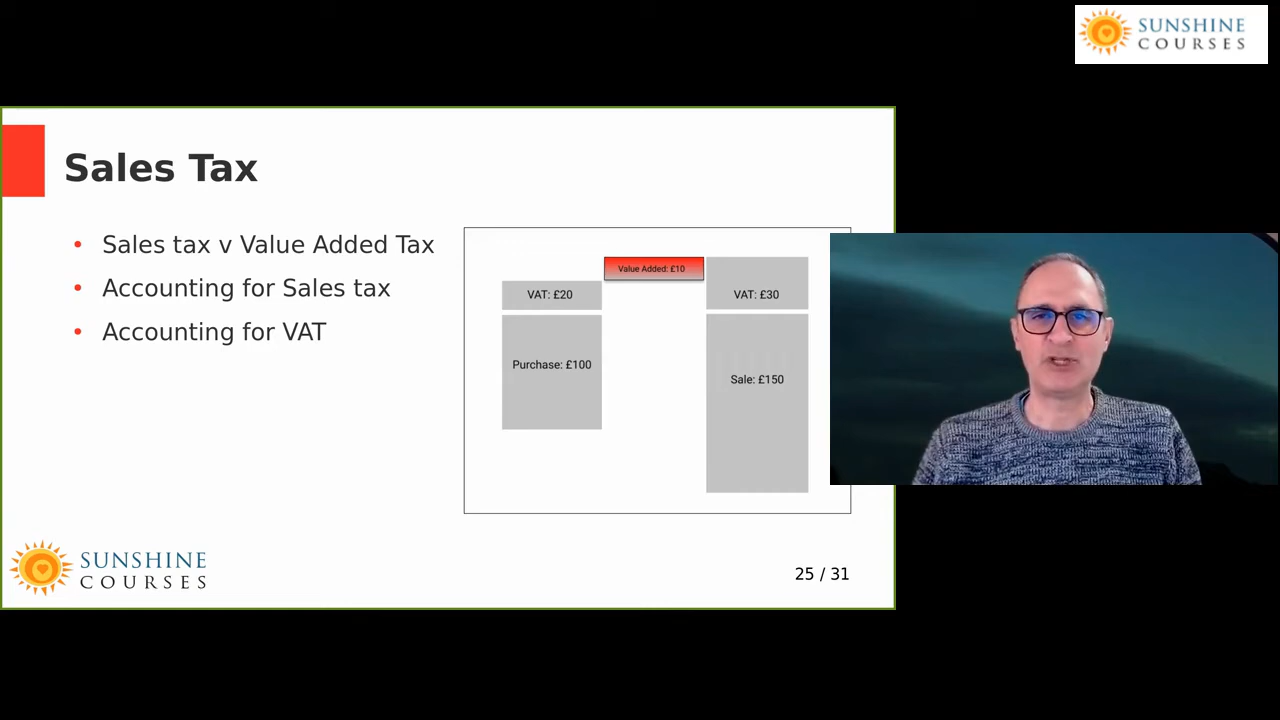 SUNSHINE
COURSES
Sales Tax
• Sales tax v Value Added Tax
• Accounting for Sales tax
• Accounting for VAT
Value Added: £10
VAT: £20
VAT: £30
Purchase: £100
Sale: £150
SUNSHINE
COURSES
25 / 31